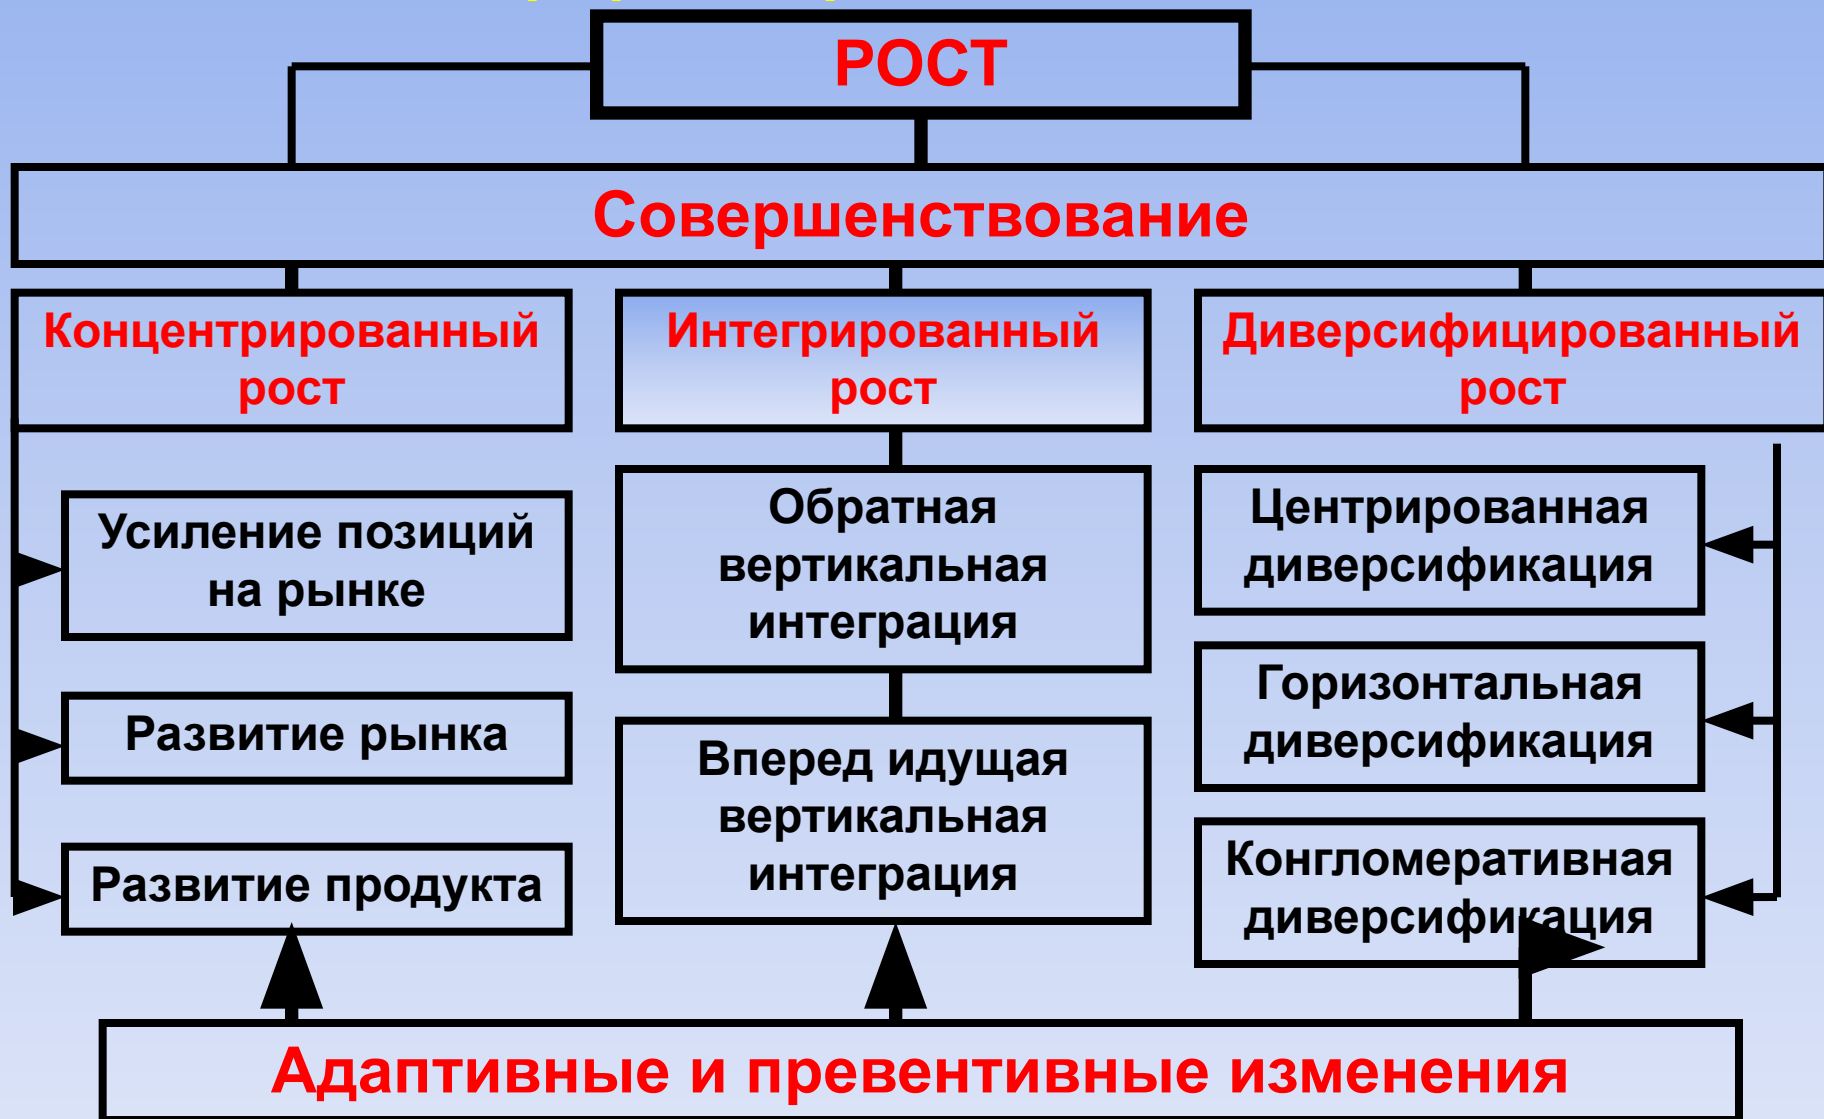 РОСТ
Совершенствование
Концентрированный
рост
Интегрированный
рост
Диверсифицированный
рост
Усиление позиций
на рынке
Развитие рынка
Развитие продукта
Обратная
вертикальная
интеграция
Вперед идущая
вертикальная
интеграция
Центрированная
диверсификация
Горизонтальная
диверсификация
Конгломеративная
диверсификация
Адаптивные и превентивные изменения